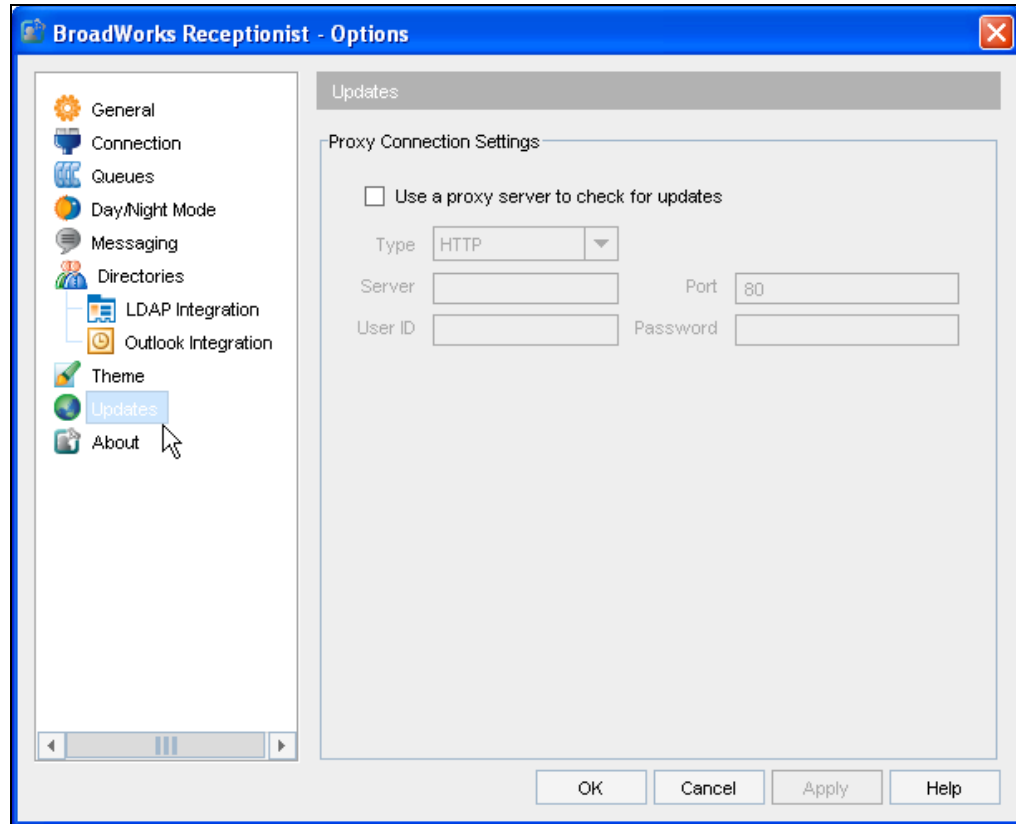 BroadWorks Receptionist - Options
General
Connection
Queues
Day/Night Mode
Messaging
Directories
LDAP Integration
Outlook Integration
Theme
Updates
About
Updates
Proxy Connection Settings
Use a proxy server to check for updates
Type HTTP
Server Port 80
User ID Password
OK Cancel Apply Help